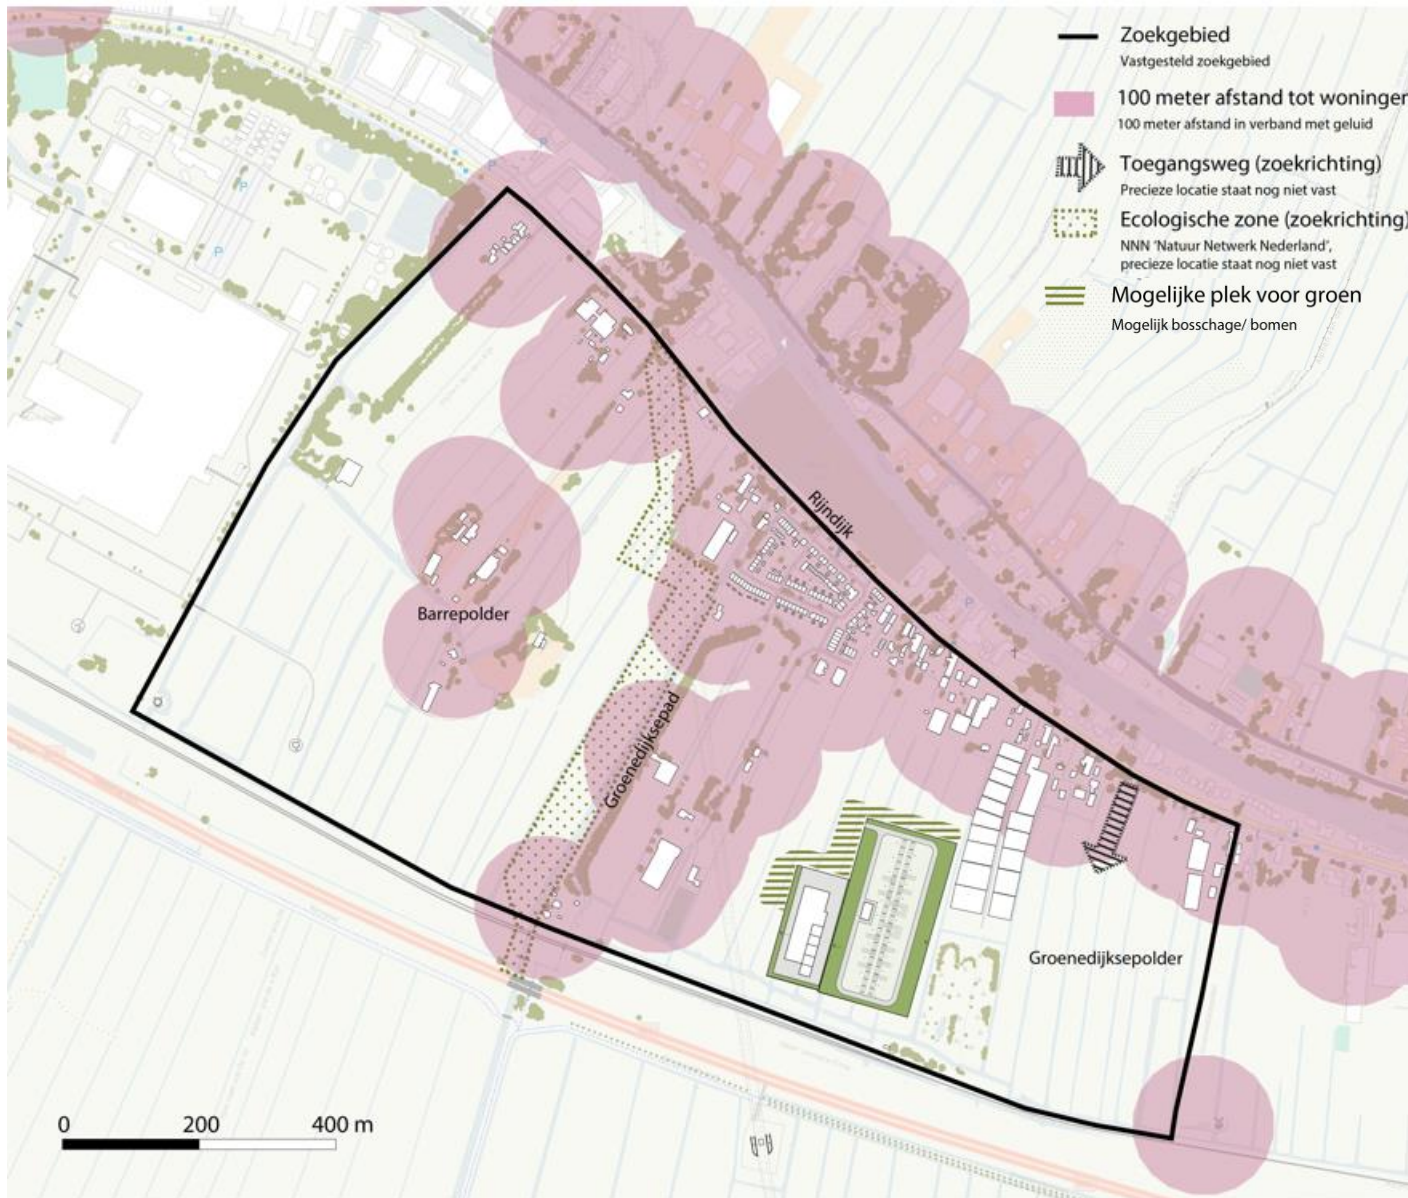 Zoekgebied
Vastgesteld zoekgebied
100 meter afstand tot woningen
100 meter afstand in verband met geluid
Toegangsweg (zoekrichting)
Precieze locatie staat nog niet vast
Ecologische zone (zoekrichting)
NNN 'Natuur Netwerk Nederland',
precieze locatie staat nog niet vast
Mogelijke plek voor groen
Mogelijk bosschage/ bomen
P
P
P
P
Rijndijk
Barrepolder
P
Groenedijksepad
Groenedijksepolder
0 200 400 m